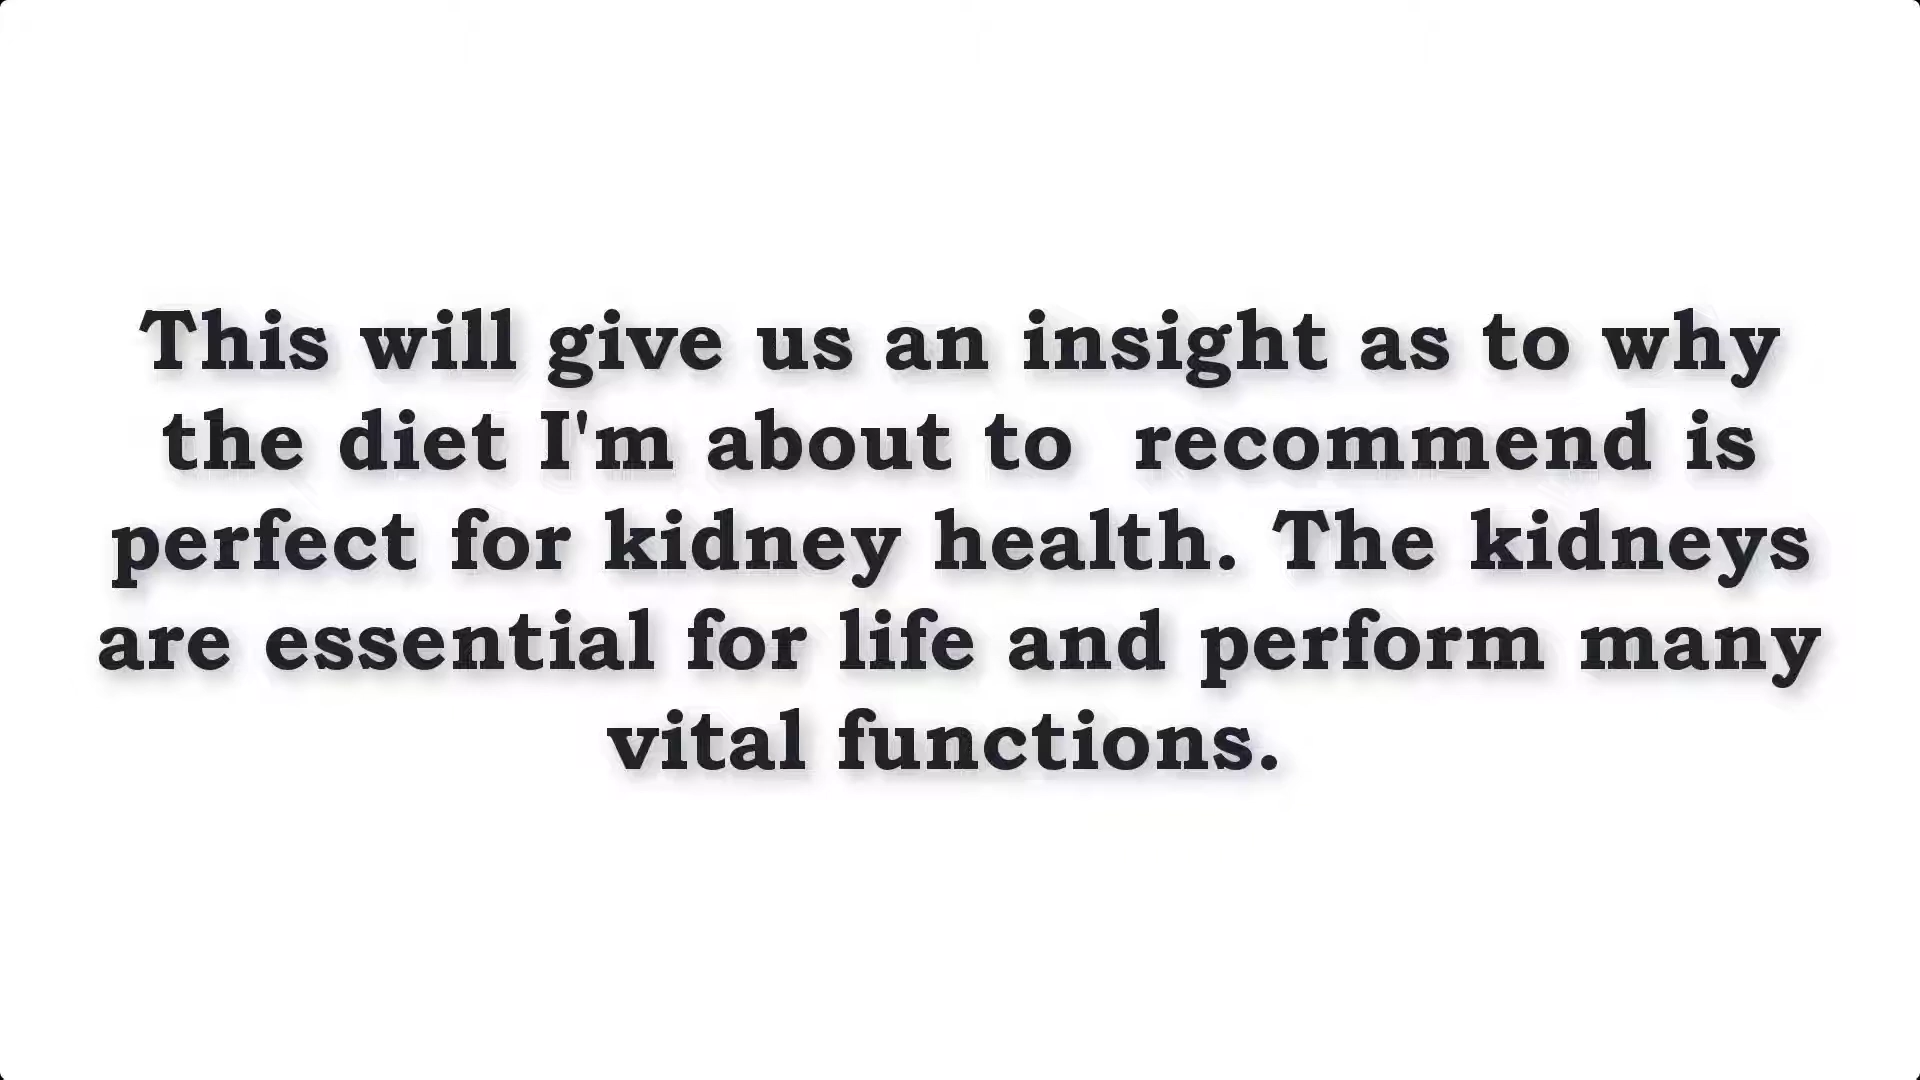 This will give us an insight as to why
the diet I'm about to  recommend is
perfect for kidney health. The kidneys
are essential for life and perform many
vital functions.